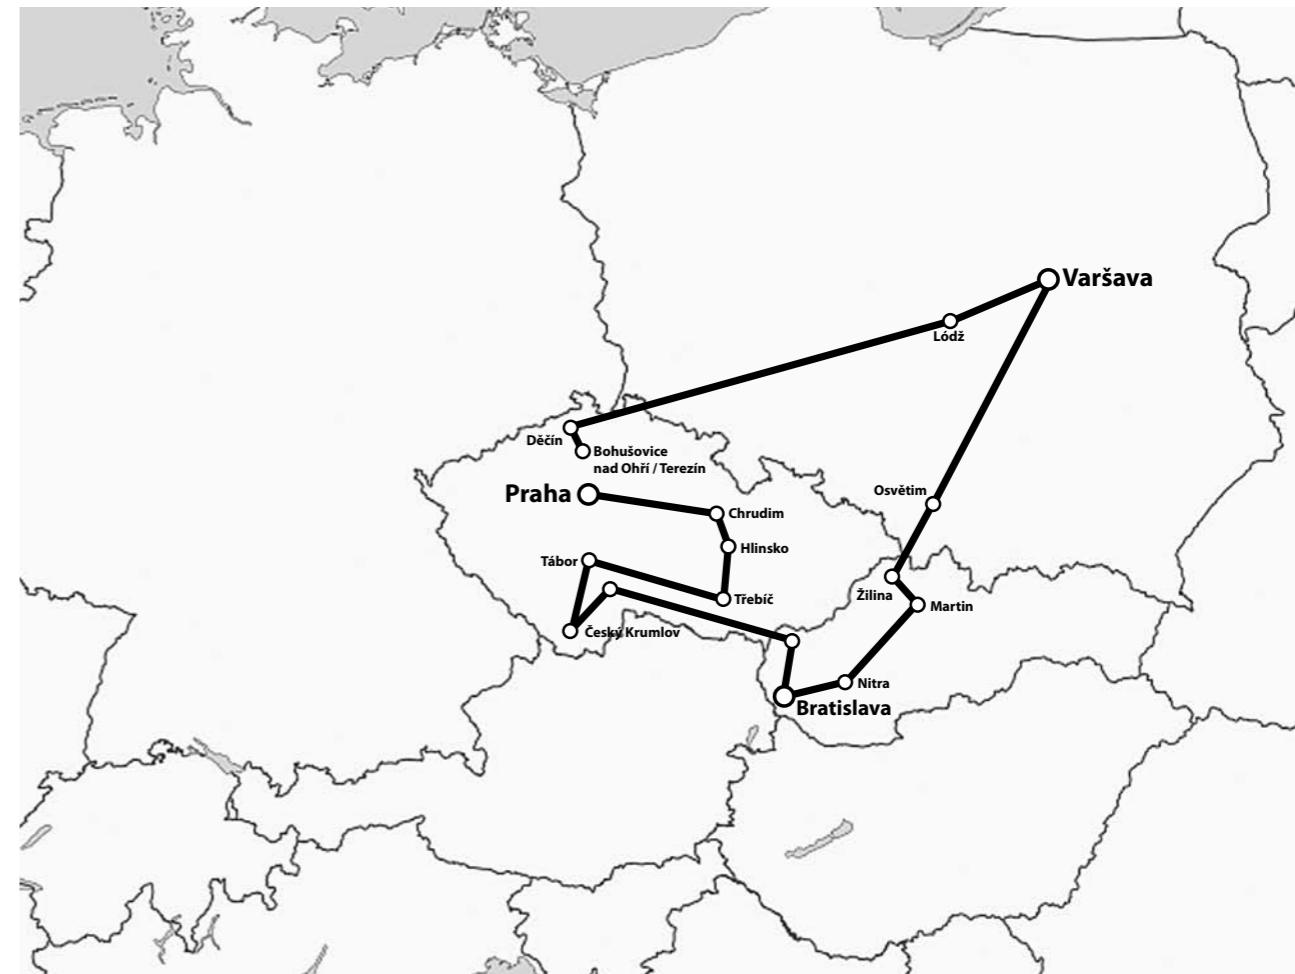 Varšava
Lódž
Děčín
Bohušovice
nad Ohří / Terezín
Praha
Osvětim
Chrudim
Hlinsko
Tábor
Žilina
Třebíč
Martin
Český Krumlov
Nitra
Bratislava